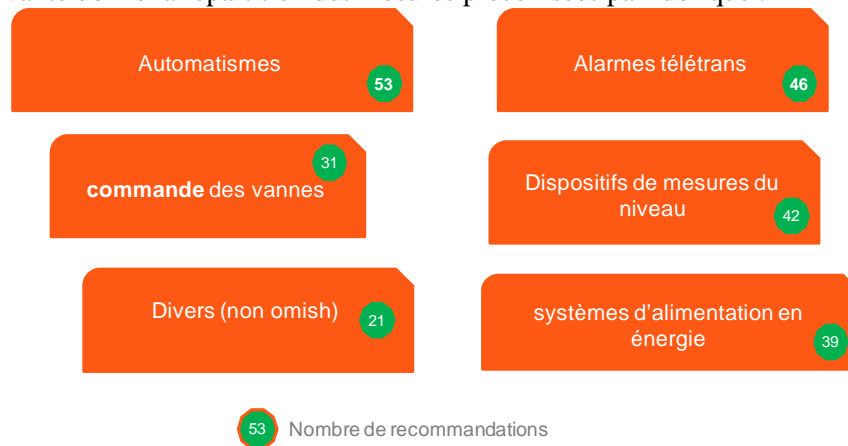 Automatismes
53
Alarmes télétrans
46
31
commande des vannes
Dispositifs de mesures du
niveau
42
Divers (non omish)
21
systèmes d'alimentation en
énergie
39
53 Nombre de recommandations